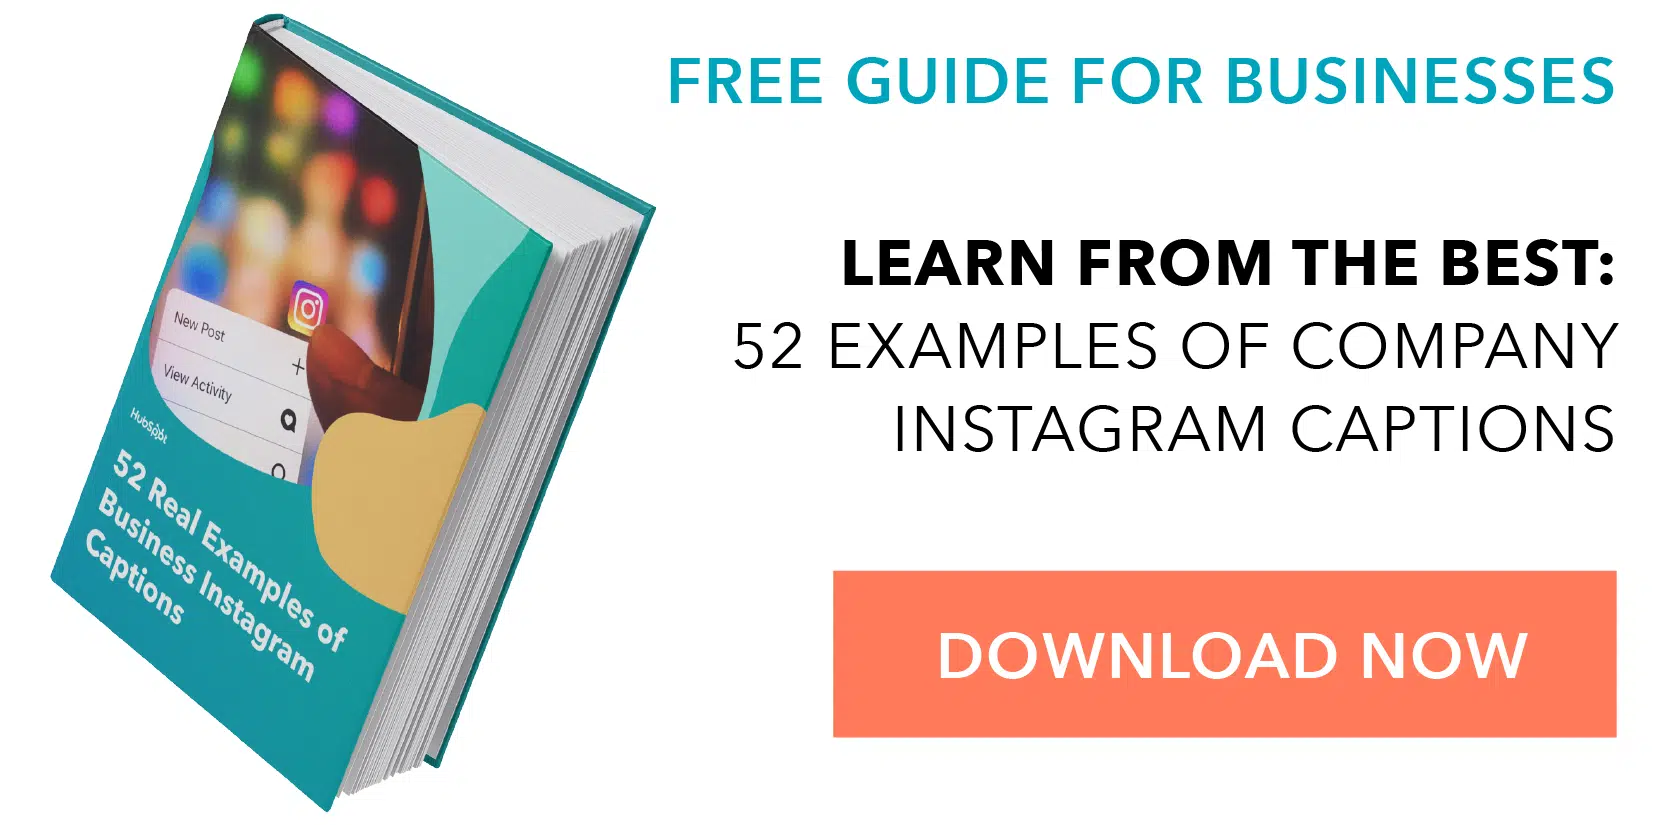 FREE GUIDE FOR BUSINESSES
LEARN FROM THE BEST:
52 EXAMPLES OF COMPANY
INSTAGRAM CAPTIONS
DOWNLOAD NOW
New Post
View Activity
HubSpot
52 Real Examples of
Business Instagram
Captions